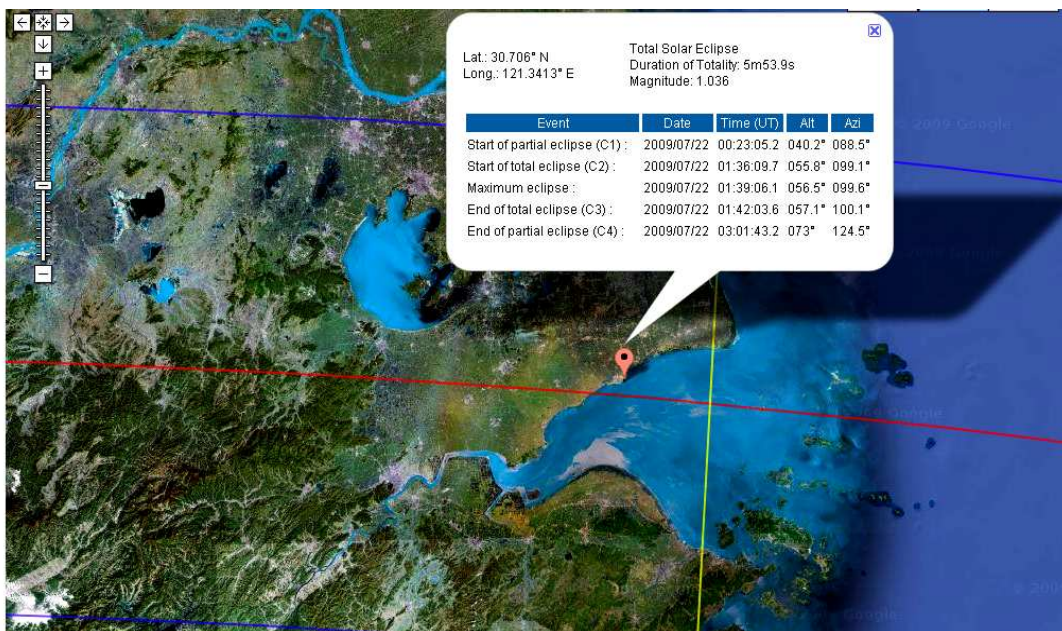 Lat.: 30.706° N
Long.: 121.3413° E
Total Solar Eclipse
Duration of Totality: 5m53.9s
Magnitude: 1.036
Event Date Time (UT) Alt Azi
Start of partial eclipse (C1) : 2009/07/22 00:23:05.2 040.2° 088.5°
Start of total eclipse (C2) : 2009/07/22 01:36:09.7 055.8° 099.1°
Maximum eclipse : 2009/07/22 01:39:06.1 056.5° 099.6°
End of total eclipse (C3) : 2009/07/22 01:42:03.6 057.1° 100.1°
End of partial eclipse (C4) : 2009/07/22 03:01:43.2 073° 124.5°
© 2009 Google
Google
Google